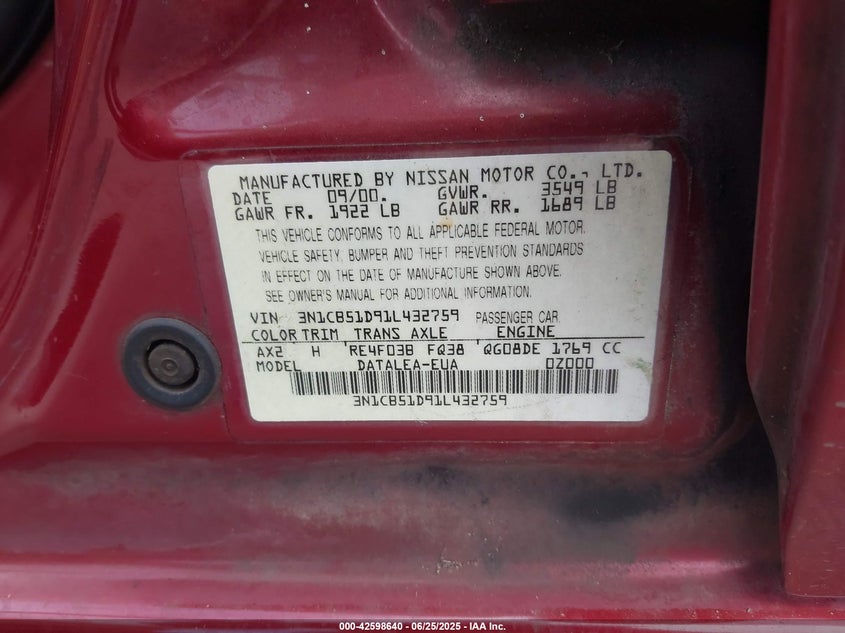 MANUFACTURED BY NISSAN MOTOR CO., LTD.
DATE 09/00. GVWR. 3549 LB
GAWR FR. 1922 LB GAWR RR. 1689 LB
THIS VEHICLE CONFORMS TO ALL APPLICABLE FEDERAL MOTOR.
VEHICLE SAFETY, BUMPER AND THEFT PREVENTION STANDARDS
IN EFFECT ON THE DATE OF MANUFACTURE SHOWN ABOVE.
SEE OWNER'S MANUAL FOR ADDITIONAL INFORMATION.
VIN 3N1CB51D91L432759 PASSENGER CAR
COLOR TRIM TRANS AXLE ENGINE
AX2 H RE4F03B FQ38 QG08DE 1769 CC
MODEL DATALEA-EUA 0Z000
3N1CB51D91L432759
000-42598640 - 06/25/2025 - IAA Inc.